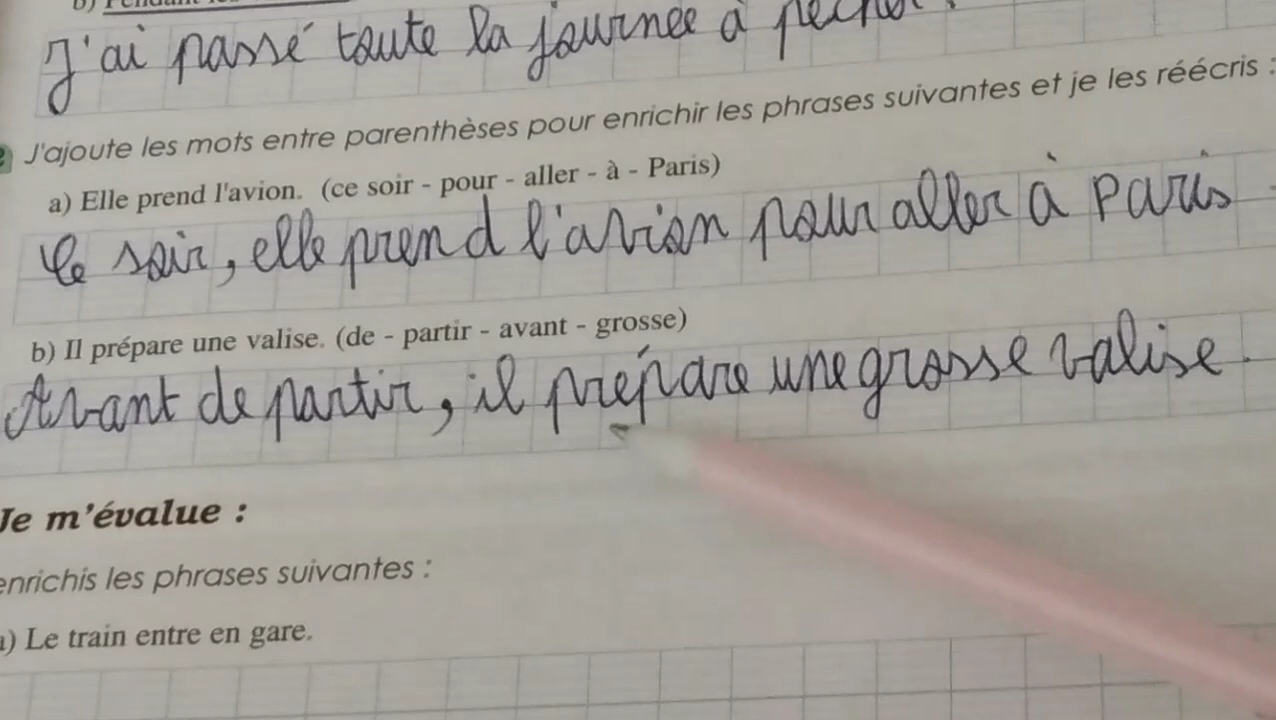 b) Pendant les
J'ai passé toute la journée à pêcher.
J'ajoute les mots entre parenthèses pour enrichir les phrases suivantes et je les réécris :
a) Elle prend l'avion. (ce soir - pour - aller - à - Paris)
Ce soir, elle prend l'avion pour aller à Paris
b) Il prépare une valise. (de - partir - avant - grosse)
Avant de partir, il prépare une grosse valise.
Je m'évalue :
enrichis les phrases suivantes :
a) Le train entre en gare.